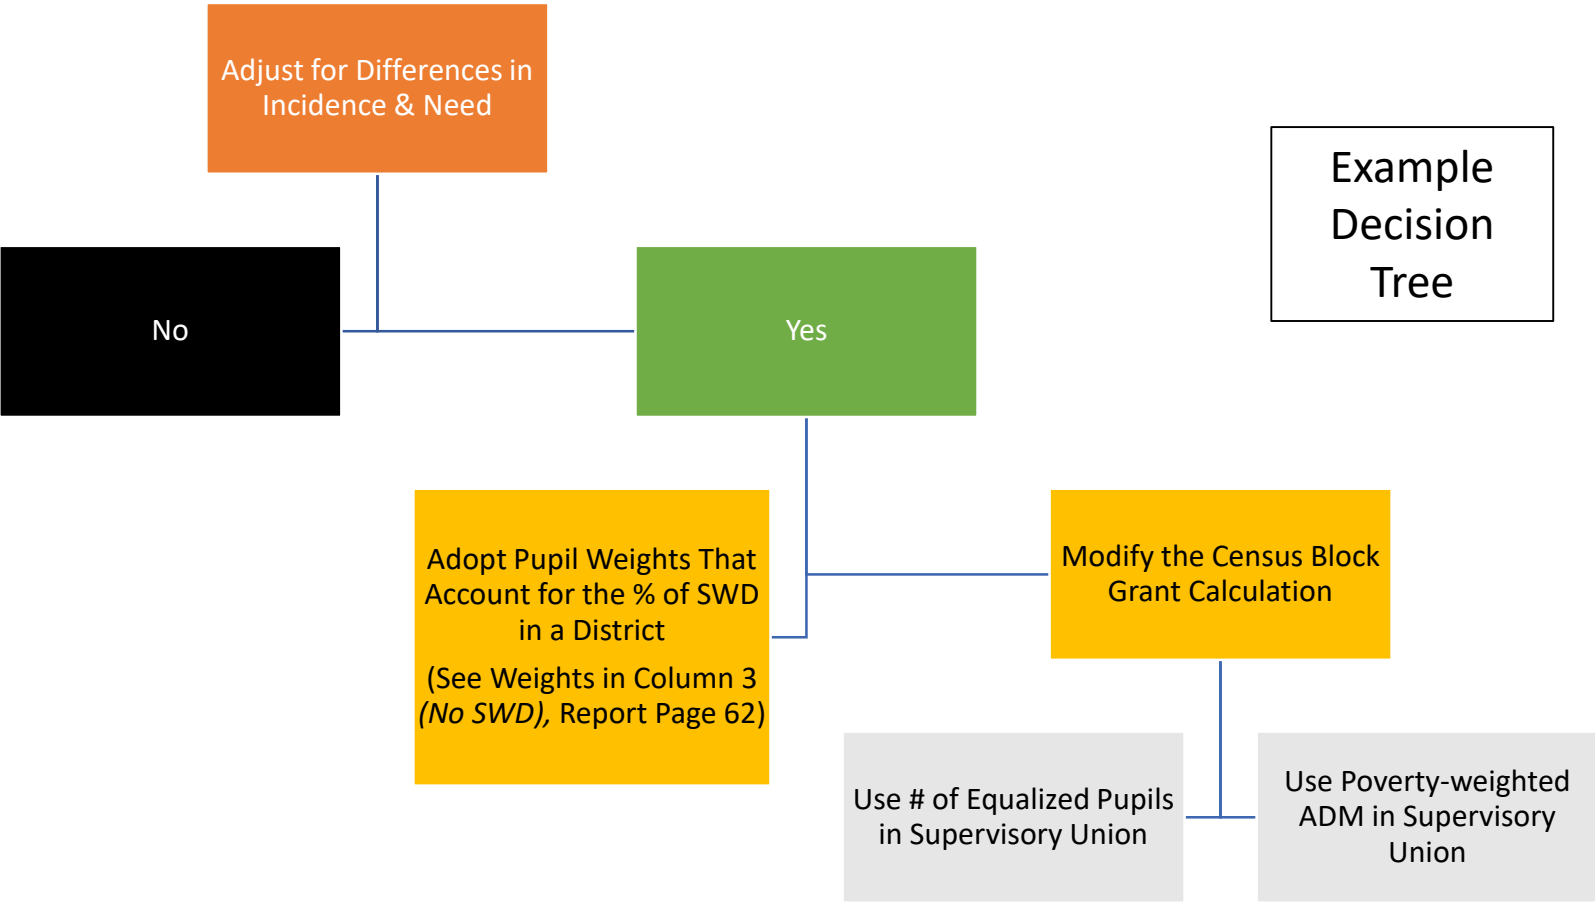 Adjust for Differences in
Incidence & Need
Example
Decision
Tree
No
Yes
Adopt Pupil Weights That
Account for the % of SWD
in a District
(See Weights in Column 3
(No SWD), Report Page 62)
Modify the Census Block
Grant Calculation
Use # of Equalized Pupils
in Supervisory Union
Use Poverty-weighted
ADM in Supervisory
Union